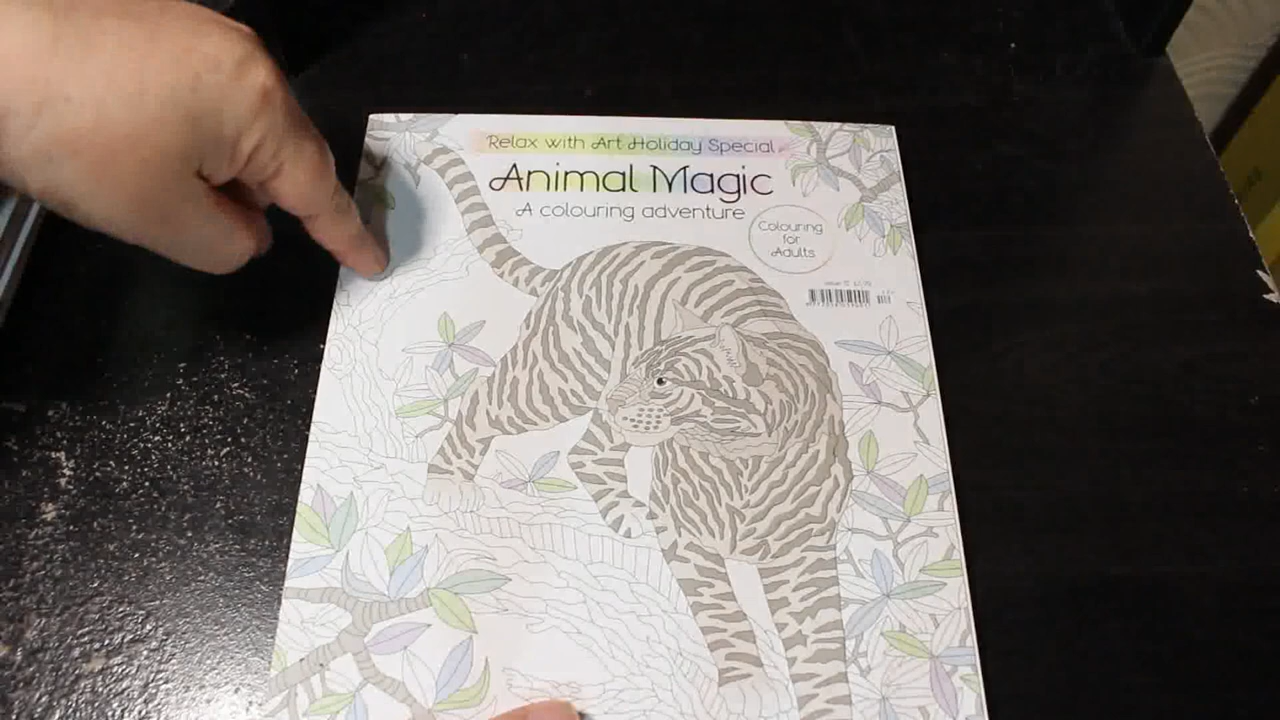 Relax with Art Holiday Special
Animal Magic
A colouring adventure
Colouring
for
Adults